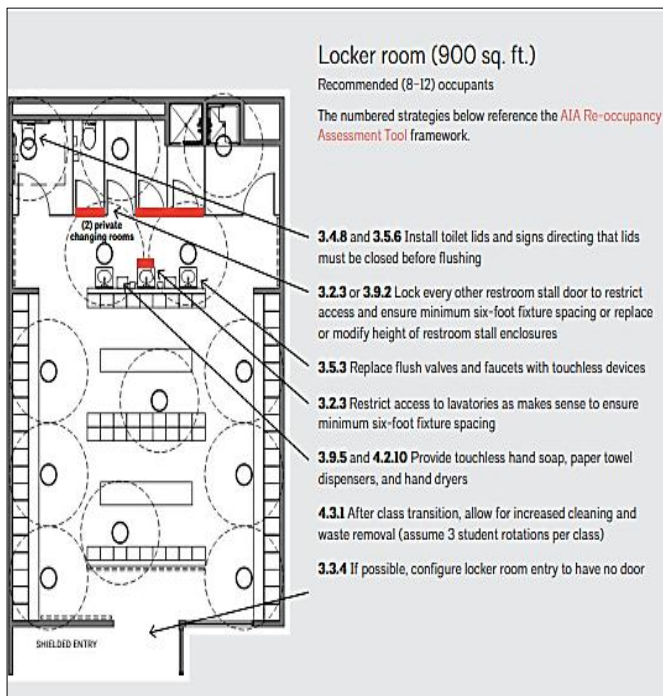 Locker room (900 sq. ft.)
Recommended (8–12) occupants
The numbered strategies below reference the AIA Re-occupancy
Assessment Tool framework.
(2) private
changing rooms
3.4.8 and 3.5.6 Install toilet lids and signs directing that lids
must be closed before flushing
3.2.3 or 3.9.2 Lock every other restroom stall door to restrict
access and ensure minimum six-foot fixture spacing or replace
or modify height of restroom stall enclosures
3.5.3 Replace flush valves and faucets with touchless devices
3.2.3 Restrict access to lavatories as makes sense to ensure
minimum six-foot fixture spacing
3.9.5 and 4.2.10 Provide touchless hand soap, paper towel
dispensers, and hand dryers
4.3.1 After class transition, allow for increased cleaning and
waste removal (assume 3 student rotations per class)
3.3.4 If possible, configure locker room entry to have no door
SHIELDED ENTRY